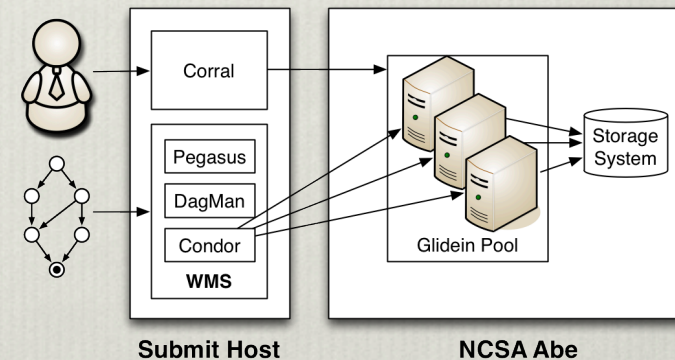 Corral
Pegasus
DagMan
Condor
WMS
Submit Host
Glidein Pool
Storage
System
NCSA Abe